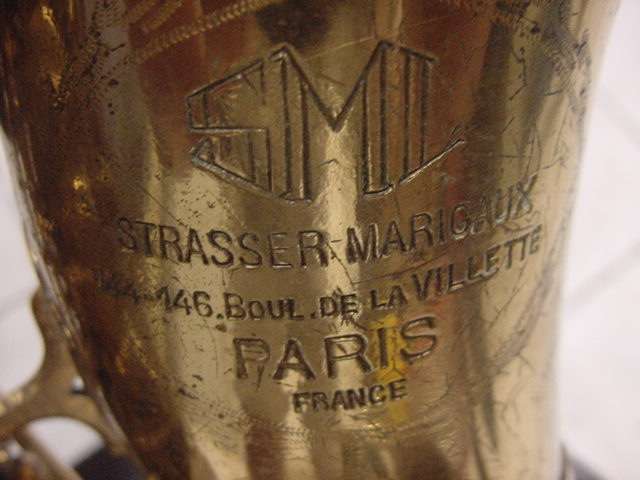 SML
STRASSER-MARIGAUX
144-146.BOUL.DE LA VILLETTE
PARIS
FRANCE